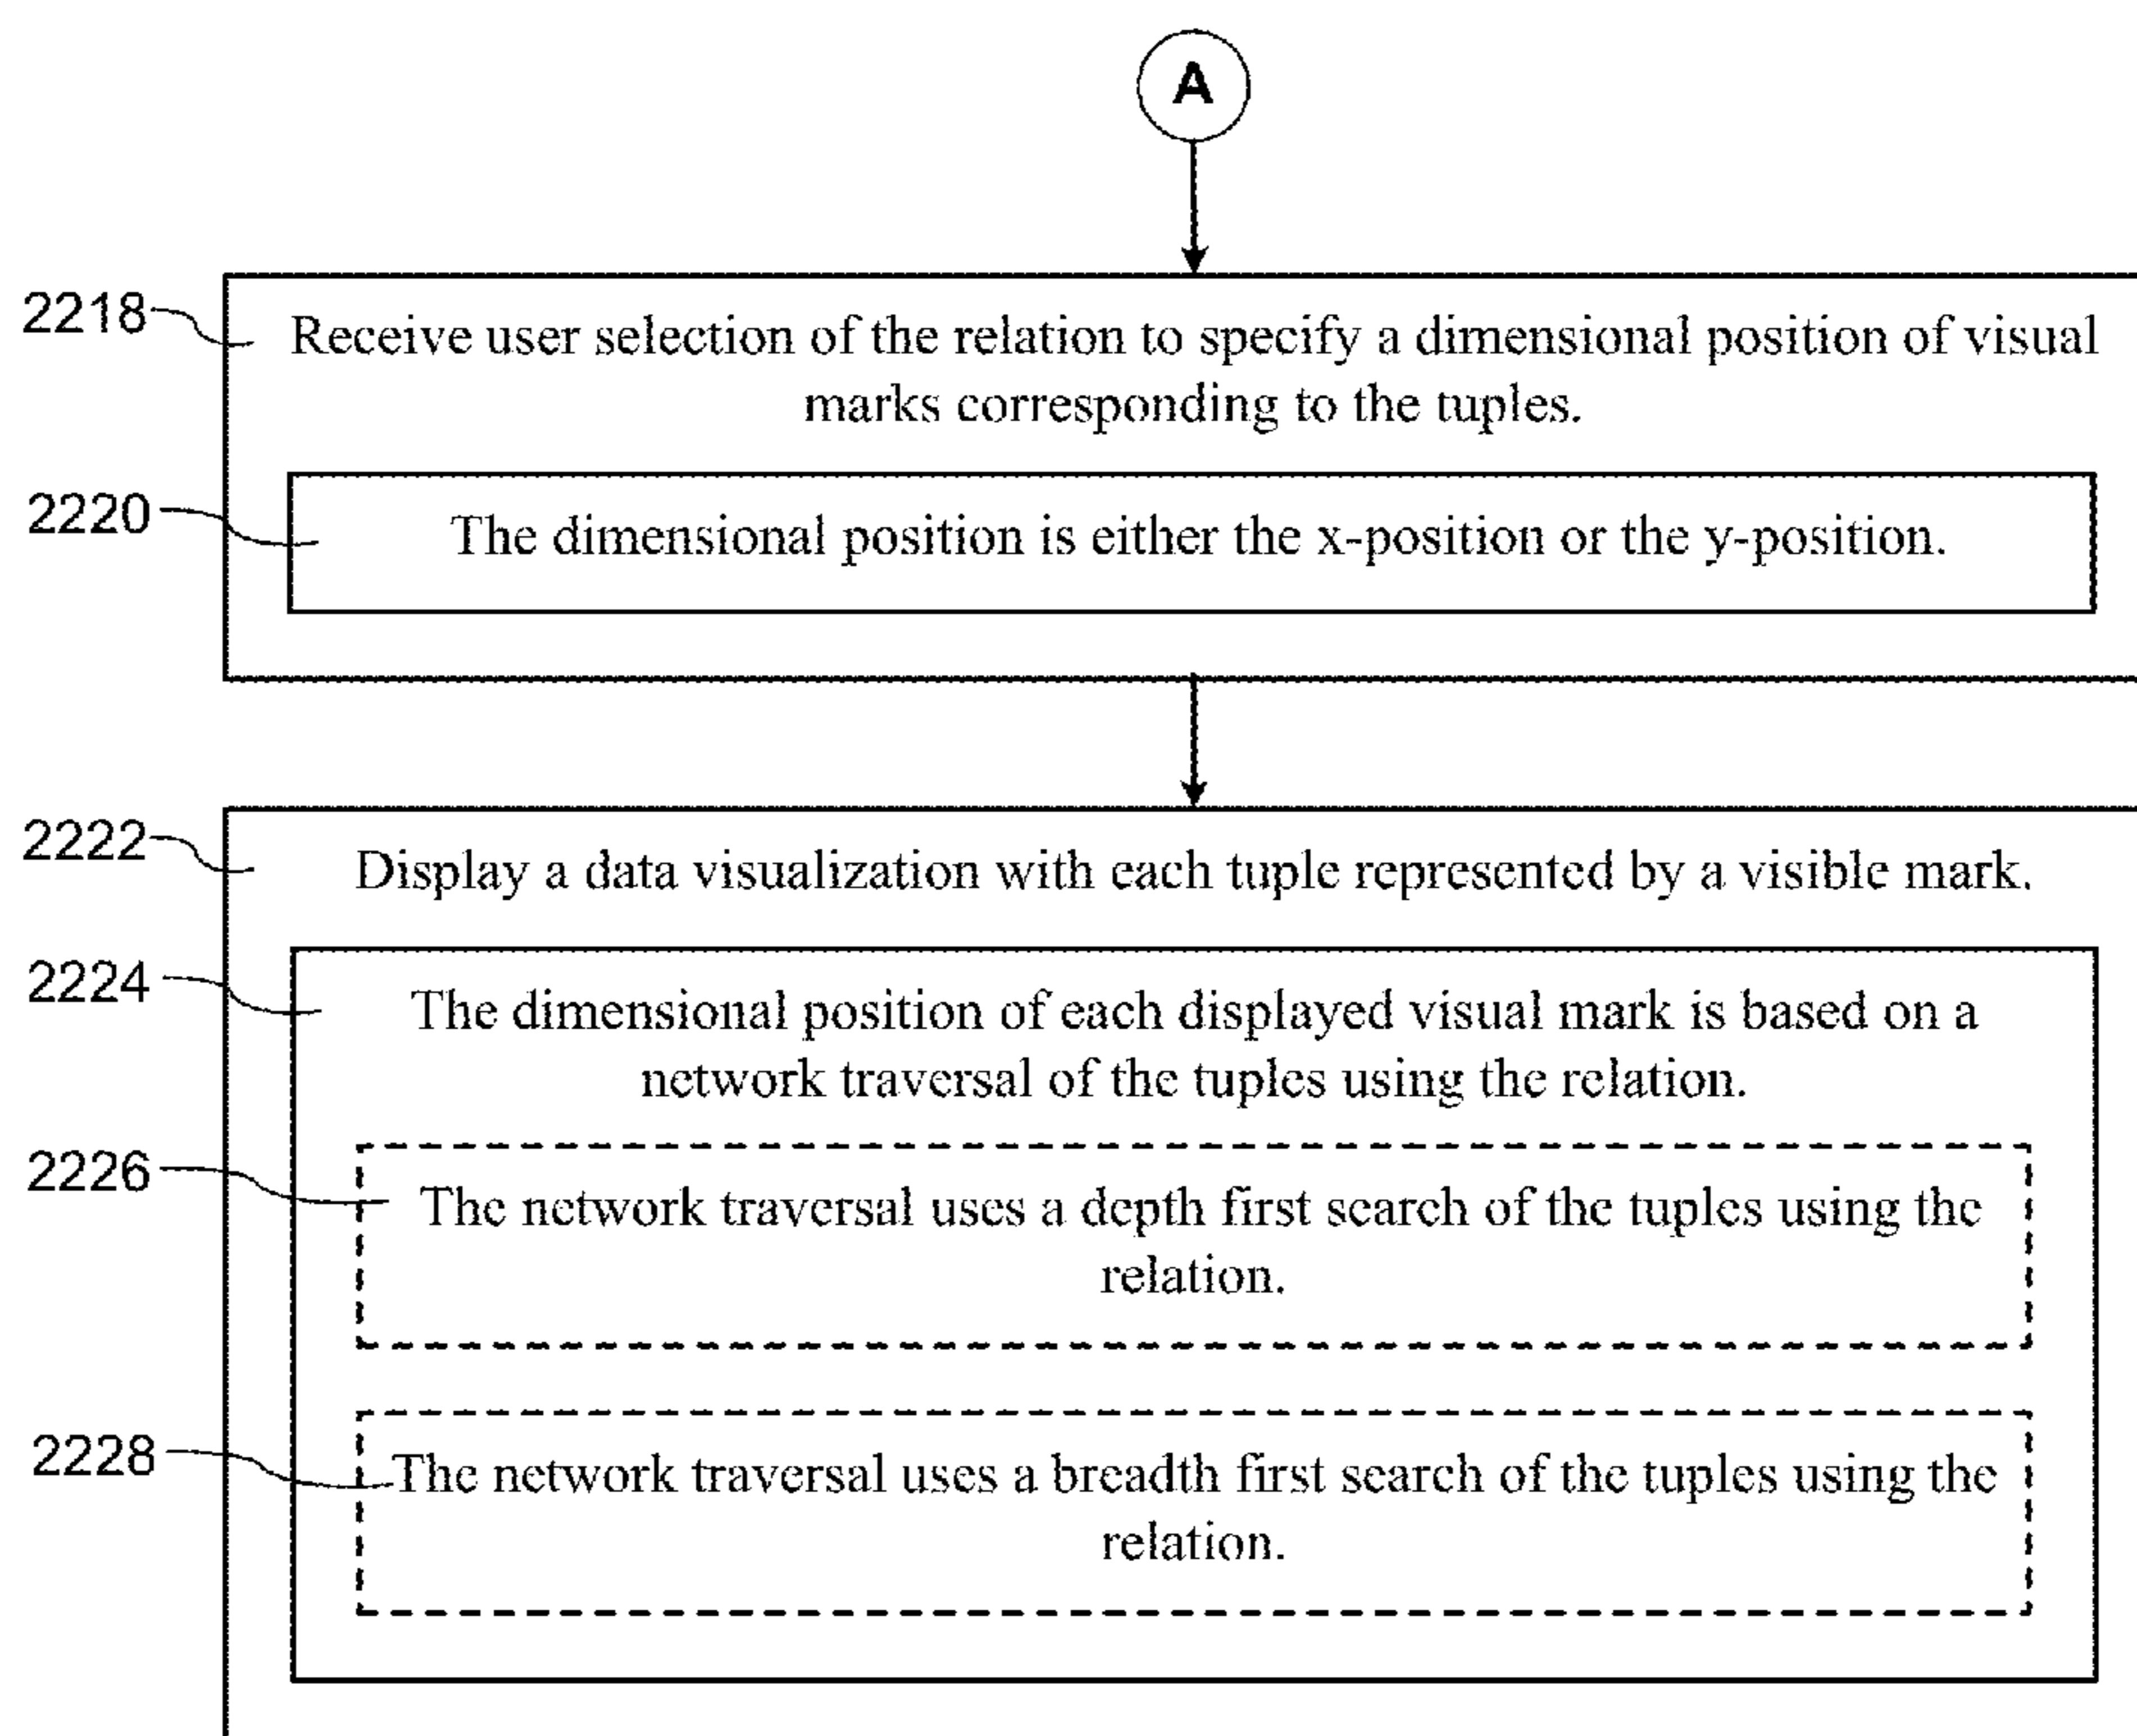 A
2218
Receive user selection of the relation to specify a dimensional position of visual
marks corresponding to the tuples.
2220
The dimensional position is either the x-position or the y-position.
2222
Display a data visualization with each tuple represented by a visible mark.
2224
The dimensional position of each displayed visual mark is based on a
network traversal of the tuples using the relation.
2226
The network traversal uses a depth first search of the tuples using the
relation.
2228
The network traversal uses a breadth first search of the tuples using the
relation.